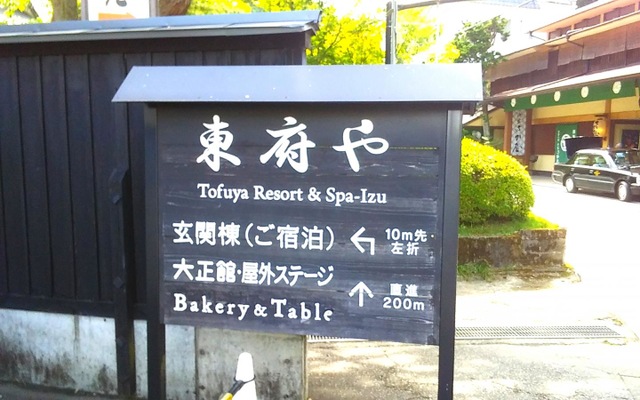 東府や
Tofuya Resort & Spa-Izu
玄関棟(ご宿泊)
10m先・
左折
大正館・屋外ステージ
Bakery & Table
直進
200m